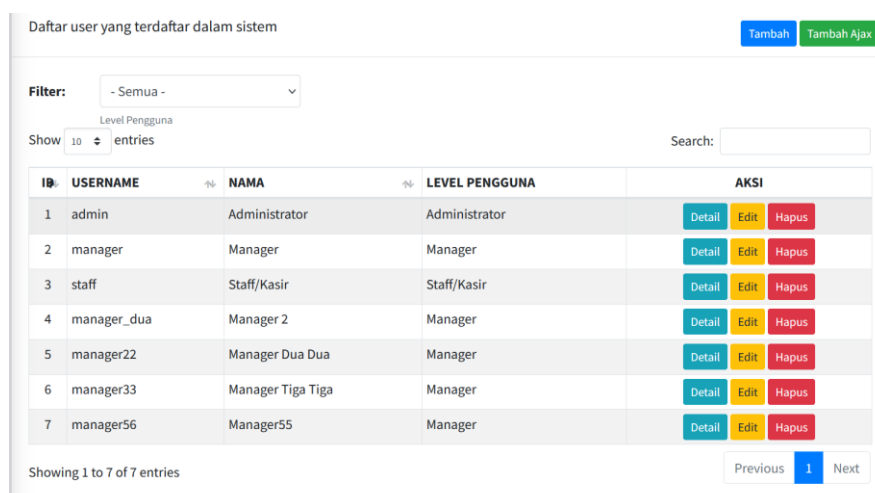 Daftar user yang terdaftar dalam sistem
Tambah Tambah Ajax
Filter: - Semua -
Level Pengguna
Show 10 entries Search:
ID USERNAME NAMA LEVEL PENGGUNA AKSI
1 admin Administrator Administrator Detail Edit Hapus
2 manager Manager Manager Detail Edit Hapus
3 staff Staff/Kasir Staff/Kasir Detail Edit Hapus
4 manager_dua Manager 2 Manager Detail Edit Hapus
5 manager22 Manager Dua Dua Manager Detail Edit Hapus
6 manager33 Manager Tiga Tiga Manager Detail Edit Hapus
7 manager56 Manager55 Manager Detail Edit Hapus
Showing 1 to 7 of 7 entries Previous 1 Next